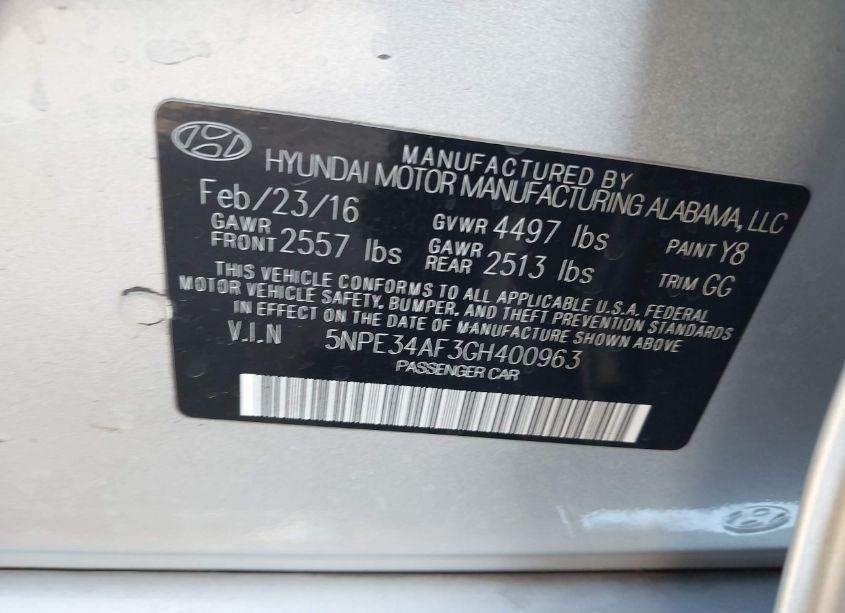 MANUFACTURED BY
HYUNDAI MOTOR MANUFACTURING ALABAMA, LLC
Feb/23/16 GVWR 4497 lbs PAINT Y8
GAWR FRONT 2557 lbs GAWR REAR 2513 lbs TRIM GG
THIS VEHICLE CONFORMS TO ALL APPLICABLE U.S.A. FEDERAL
MOTOR VEHICLE SAFETY, BUMPER, AND THEFT PREVENTION STANDARDS
IN EFFECT ON THE DATE OF MANUFACTURE SHOWN ABOVE
V.I.N 5NPE34AF3GH400963
PASSENGER CAR